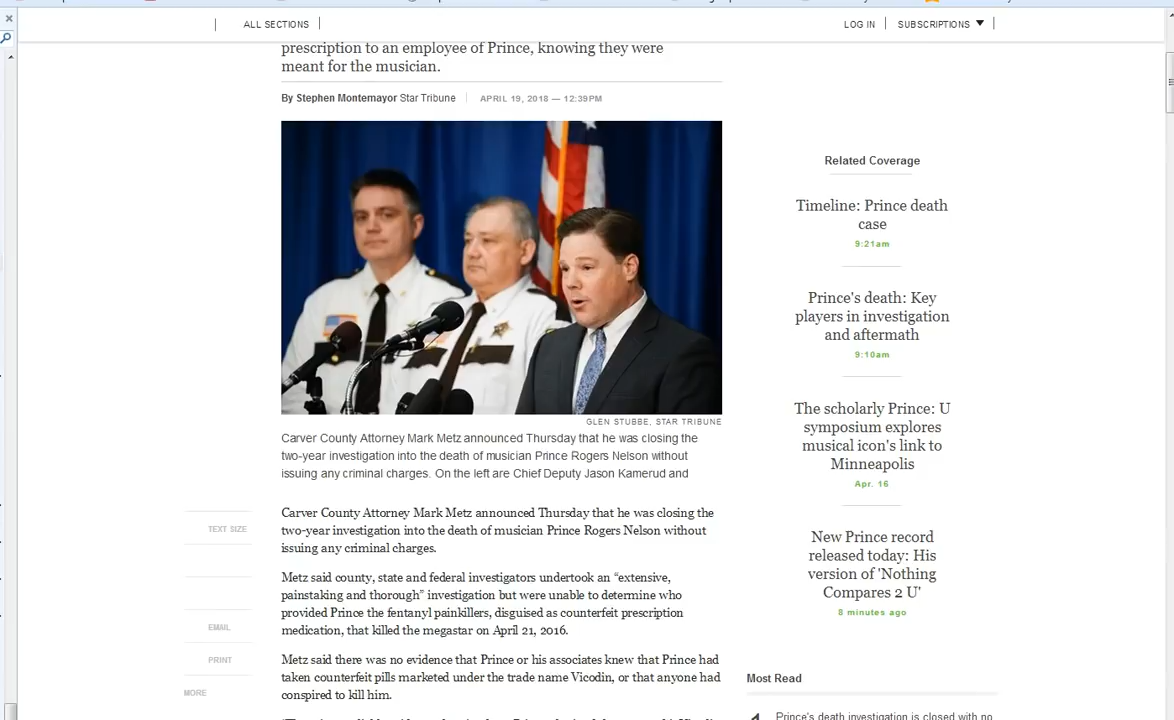 ALL SECTIONS
LOG IN
SUBSCRIPTIONS
prescription to an employee of Prince, knowing they were
meant for the musician.
By Stephen Montemayor Star Tribune
APRIL 19, 2018 — 12:39PM
GLEN STUBBE, STAR TRIBUNE
Carver County Attorney Mark Metz announced Thursday that he was closing the
two-year investigation into the death of musician Prince Rogers Nelson without
issuing any criminal charges. On the left are Chief Deputy Jason Kamerud and
TEXT SIZE
EMAIL
PRINT
MORE
Carver County Attorney Mark Metz announced Thursday that he was closing the
two-year investigation into the death of musician Prince Rogers Nelson without
issuing any criminal charges.
Metz said county, state and federal investigators undertook an “extensive,
painstaking and thorough” investigation but were unable to determine who
provided Prince the fentanyl painkillers, disguised as counterfeit prescription
medication, that killed the megastar on April 21, 2016.
Metz said there was no evidence that Prince or his associates knew that Prince had
taken counterfeit pills marketed under the trade name Vicodin, or that anyone had
conspired to kill him.
Related Coverage
Timeline: Prince death
case
9:21am
Prince's death: Key
players in investigation
and aftermath
9:10am
The scholarly Prince: U
symposium explores
musical icon's link to
Minneapolis
Apr. 16
New Prince record
released today: His
version of 'Nothing
Compares 2 U'
8 minutes ago
Most Read
Prince's death investigation is closed with no